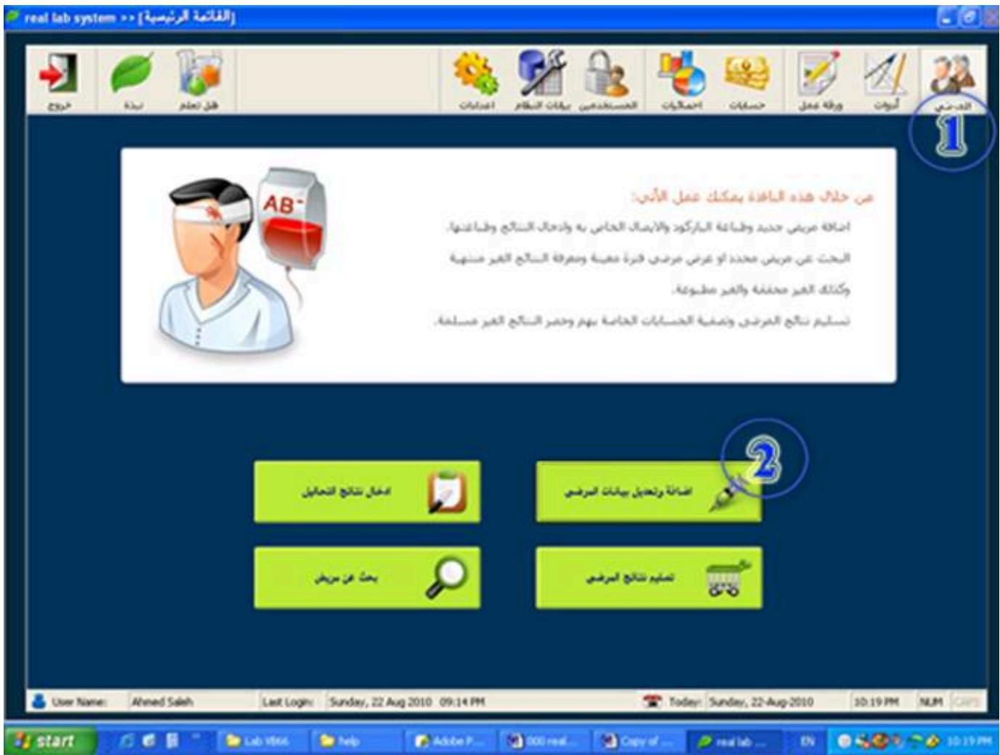 real lab system >> [القائمة الرئيسية]
المرضى
أدوات
ورقة عمل
حسابات
اجماليات
المستخدمين
بيانات النظام
اعدادات
هل تعلم
نبذة
خروج
1
AB-
من خلال هذه النافذة يمكنك عمل الأتي:
اضافة مريض جديد وطباعة الباركود والايصال الخاص به وادخال النتائج وطباعتها.
البحث عن مريض محدد او عرض مرضى فترة معينة ومعرفة النتائج الغير منتهية
وكذلك الغير محققة والغير مطبوعة.
تسليم نتائج المرضى وتصفية الحسابات الخاصة بهم وحصر النتائج الغير مسلمة.
2
اضافة وتعديل بيانات المرضى
ادخال نتائج التحاليل
تسليم نتائج المرضى
بحث عن مريض
User Name: Ahmed Saleh Last Login: Sunday, 22 Aug 2010 09:14 PM Today: Sunday, 22-Aug-2010 10:19 PM NUM CAPS
start Lab VB66 help Adobe P... 000 real... Copy of ... real lab ... EN 10:19 PM